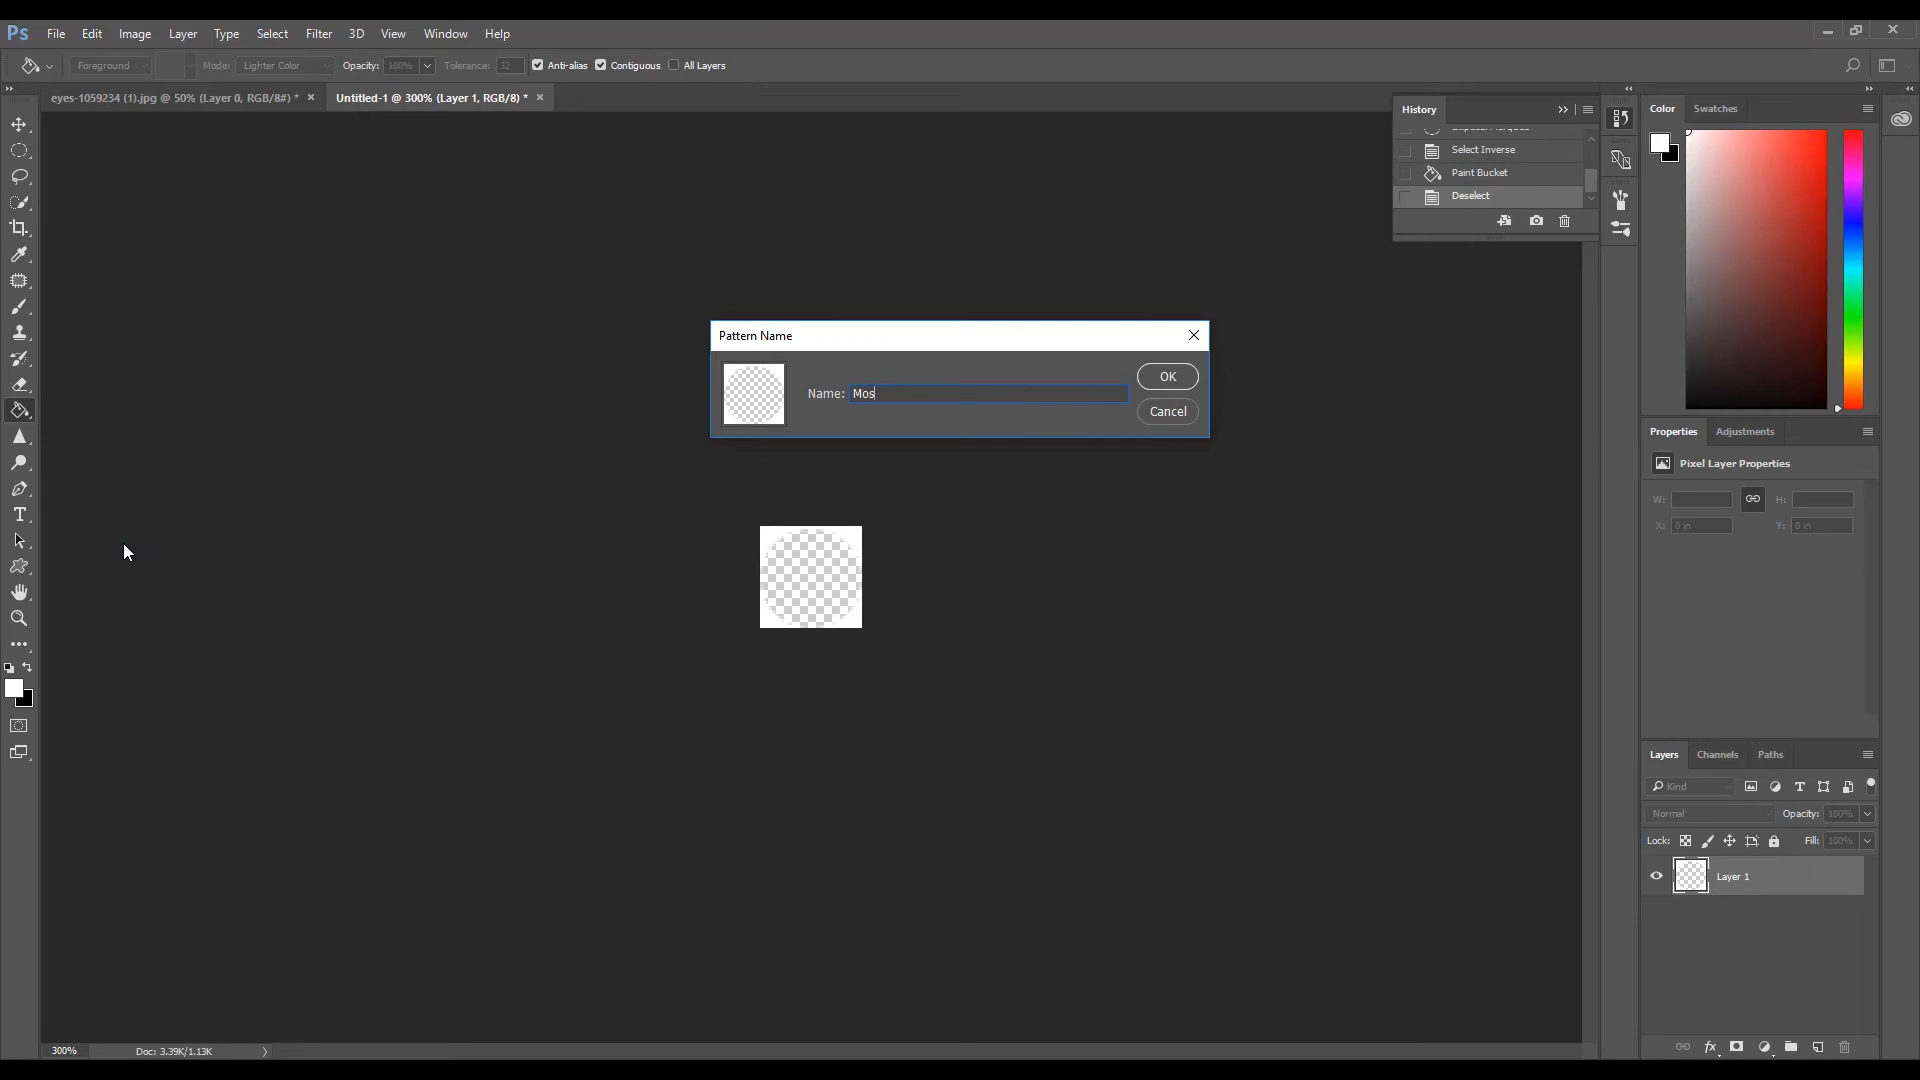 Ps File Edit Image Layer Type Select Filter 3D View Window Help
Foreground Mode: Lighter Color Opacity: 100% Tolerance: 32 Anti-alias Contiguous All Layers
eyes-1059234 (1).jpg @ 50% (Layer 0, RGB/8#) * Untitled-1 @ 300% (Layer 1, RGB/8) *
History
Select Inverse
Paint Bucket
Deselect
Color Swatches
Pattern Name
Name: Mos
OK
Cancel
Properties Adjustments
Pixel Layer Properties
W: H:
X: 0 in Y: 0 in
Layers Channels Paths
Kind
Normal Opacity: 100%
Lock: Fill: 100%
Layer 1
fx
300% Doc: 3.39K/1.13K